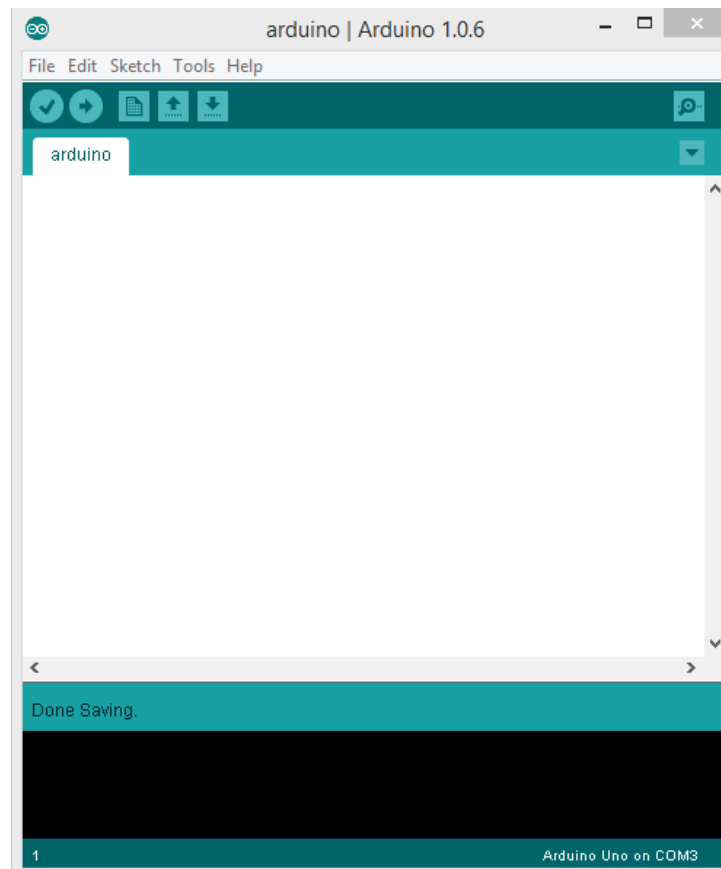 arduino | Arduino 1.0.6
File Edit Sketch Tools Help
arduino
Done Saving.
1 Arduino Uno on COM3